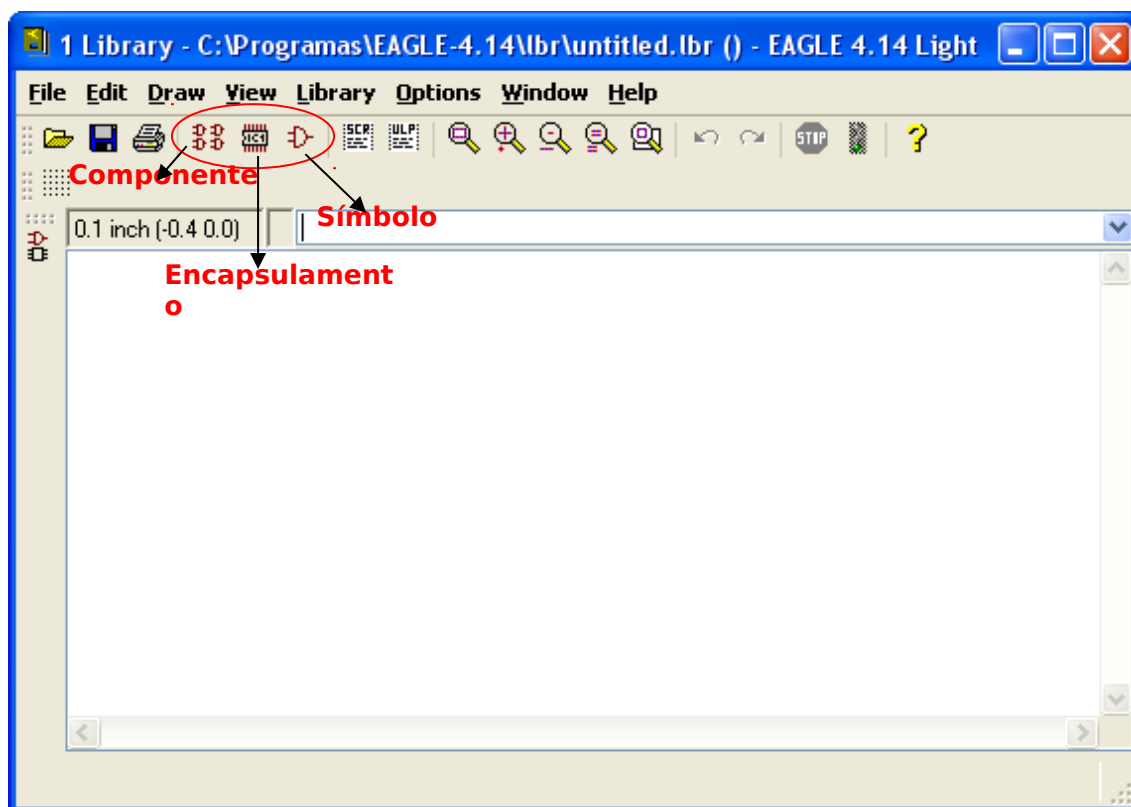 1 Library - C:\Programas\EAGLE-4.14\lbr\untitled.lbr () - EAGLE 4.14 Light
File Edit Draw View Library Options Window Help
IC1 SCR ULP STOP ?
Componente
Símbolo
0.1 inch (-0.4 0.0)
Encapsulament
o